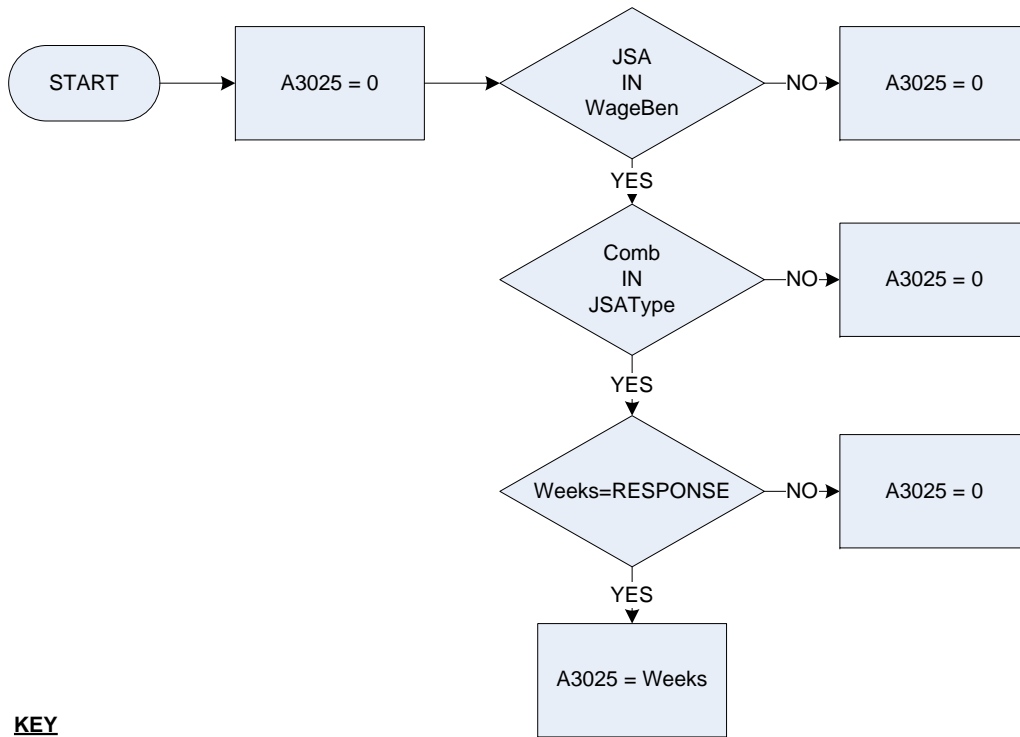 START
A3025 = 0
JSA
IN
WageBen
NO
A3025 = 0
YES
Comb
IN
JSAType
NO
A3025 = 0
YES
Weeks=RESPONSE
NO
A3025 = 0
YES
A3025 = Weeks
KEY